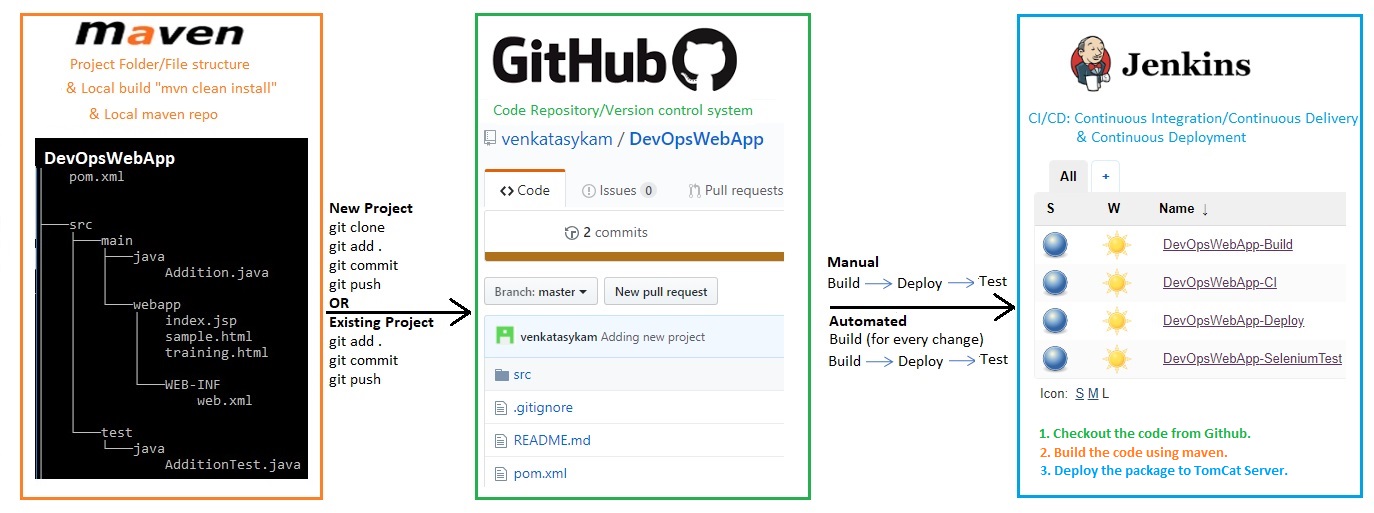 maven
Project Folder/File structure
& Local build "mvn clean install"
& Local maven repo
DevOpsWebApp
pom.xml
src
main
java
Addition.java
webapp
index.jsp
sample.html
training.html
WEB-INF
web.xml
test
java
AdditionTest.java
New Project
git clone
git add .
git commit
git push
OR
Existing Project
git add .
git commit
git push
GitHub
Code Repository/Version control system
venkatasykam / DevOpsWebApp
<> Code Issues 0 Pull requests
2 commits
Branch: master New pull request
venkatasykam Adding new project
src
.gitignore
README.md
pom.xml
Manual
Build → Deploy → Test
Automated
Build (for every change)
Build → Deploy → Test
Jenkins
CI/CD: Continuous Integration/Continuous Delivery
& Continuous Deployment
All +
S W Name ↓
DevOpsWebApp-Build
DevOpsWebApp-CI
DevOpsWebApp-Deploy
DevOpsWebApp-SeleniumTest
Icon: S M L
1. Checkout the code from Github.
2. Build the code using maven.
3. Deploy the package to TomCat Server.